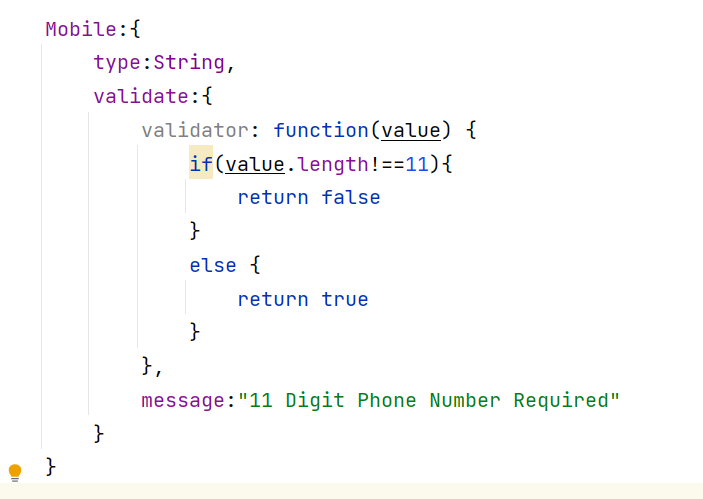 Mobile:{
type:String,
validate:{
validator: function(value) {
if(value.length!==11){
return false
}
else {
return true
}
},
message:"11 Digit Phone Number Required"
}
}